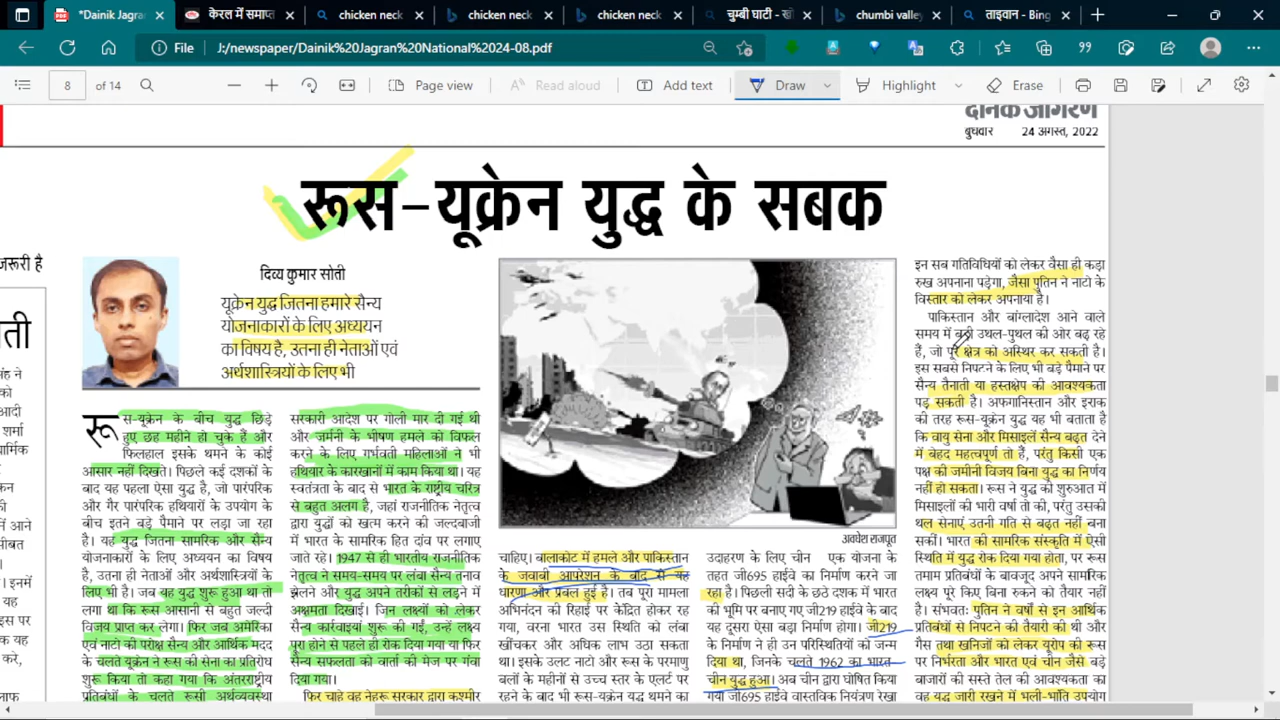 *Dainik Jagran
केरल में समाप्त
chicken neck
chicken neck
chicken neck
चुम्बी घाटी - खो
chumbi valley
ताइवान - Bing
File
J:/newspaper/Dainik%20Jagran%20National%202024-08.pdf
8 of 14
Page view
Read aloud
Add text
Draw
Highlight
Erase
दैनिक जागरण
बुधवार 24 अगस्त, 2022
रूस-यूक्रेन युद्ध के सबक
जरूरी है
दिव्य कुमार सोती
यूक्रेन युद्ध जितना हमारे सैन्य
योजनाकारों के लिए अध्ययन
का विषय है, उतना ही नेताओं एवं
अर्थशास्त्रियों के लिए भी
रूस-यूक्रेन के बीच युद्ध छिड़े
हुए छह महीने हो चुके हैं और
फिलहाल इसके थमने के कोई
आसार नहीं दिखते। पिछले कई दशकों के
बाद यह पहला ऐसा युद्ध है, जो पारंपरिक
और गैर पारंपरिक हथियारों के उपयोग के
बीच इतने बड़े पैमाने पर लड़ा जा रहा
है। यह युद्ध जितना सामरिक और सैन्य
योजनाकारों के लिए अध्ययन का विषय
है, उतना ही नेताओं और अर्थशास्त्रियों के
लिए भी। जब यह युद्ध शुरू हुआ था तो
लगा था कि रूस आसानी से बहुत जल्दी
विजय प्राप्त कर लेगा। फिर जब अमेरिका
एवं नाटो की परोक्ष सैन्य और आर्थिक मदद
के चलते यूक्रेन ने रूस की सेना का प्रतिरोध
शुरू किया तो कहा गया कि अंतरराष्ट्रीय
प्रतिबंधों के चलते रूसी अर्थव्यवस्था
सरकारी आदेश पर गोली मार दी गई थी
और जर्मनी के भीषण हमले को विफल
करने के लिए गर्भवती महिलाओं ने भी
हथियार के कारखानों में काम किया था। यह
स्वतंत्रता के बाद से भारत के राष्ट्रीय चरित्र
से बहुत अलग है, जहां राजनीतिक नेतृत्व
द्वारा युद्धों को खत्म करने की जल्दबाजी
में भारत के सामरिक हित दांव पर लगाए
जाते रहे। 1947 से ही भारतीय राजनीतिक
नेतृत्व ने समय-समय पर लंबा सैन्य तनाव
झेलने और युद्ध अपने तरीकों से लड़ने में
अक्षमता दिखाई। जिन लक्ष्यों को लेकर
सैन्य कार्रवाइयां शुरू की गईं, उन्हें लक्ष्य
पूरा होने से पहले ही रोक दिया गया या फिर
सैन्य सफलता को वार्ता की मेज पर गंवा
दिया गया।
फिर चाहे वह नेहरू सरकार द्वारा कश्मीर
अवधेश राजपूत
चाहिए। बालाकोट में हमले और पाकिस्तान
के जवाबी आपरेशन के बाद से यह
धारणा और प्रबल हुई है। तब पूरा मामला
अभिनंदन की रिहाई पर केंद्रित होकर रह
गया, वरना भारत उस स्थिति को लंबा
खींचकर और अधिक लाभ उठा सकता
था। इसके उलट नाटो और रूस के परमाणु
बलों के महीनों से उच्च स्तर के एलर्ट पर
रहने के बाद भी रूस-यूक्रेन युद्ध थमने का
उदाहरण के लिए चीन एक योजना के
तहत जी695 हाईवे का निर्माण करने जा
रहा है। पिछली सदी के छठे दशक में भारत
की भूमि पर बनाए गए जी219 हाईवे के बाद
यह दूसरा ऐसा बड़ा निर्माण होगा। जी219
के निर्माण ने ही उन परिस्थितियों को जन्म
दिया था, जिनके चलते 1962 का भारत-
चीन युद्ध हुआ। अब चीन द्वारा घोषित किया
गया जी695 हाईवे वास्तविक नियंत्रण रेखा
इन सब गतिविधियों को लेकर वैसा ही कड़ा
रुख अपनाना पड़ेगा, जैसा पुतिन ने नाटो के
विस्तार को लेकर अपनाया है।
पाकिस्तान और बांग्लादेश आने वाले
समय में बड़ी उथल-पुथल की ओर बढ़ रहे
हैं, जो पूरे क्षेत्र को अस्थिर कर सकती है।
इस सबसे निपटने के लिए भी बड़े पैमाने पर
सैन्य तैनाती या हस्तक्षेप की आवश्यकता
पड़ सकती है। अफगानिस्तान और इराक
की तरह रूस-यूक्रेन युद्ध यह भी बताता है
कि वायु सेना और मिसाइलें सैन्य बढ़त देने
में बेहद महत्वपूर्ण तो हैं, परंतु किसी एक
पक्ष की जमीनी विजय बिना युद्ध का निर्णय
नहीं हो सकता। रूस ने युद्ध की शुरुआत में
मिसाइलों की भारी वर्षा तो की, परंतु उसकी
थल सेनाएं उतनी गति से बढ़त नहीं बना
सकीं। भारत की सामरिक संस्कृति में ऐसी
स्थिति में युद्ध रोक दिया गया होता, पर रूस
तमाम प्रतिबंधों के बावजूद अपने सामरिक
लक्ष्य पूरे किए बिना रुकने को तैयार नहीं
है। संभवतः पुतिन ने वर्षों से इन आर्थिक
प्रतिबंधों से निपटने की तैयारी की थी और
गैस तथा खनिजों को लेकर यूरोप की रूस
पर निर्भरता और भारत एवं चीन जैसे बड़े
बाजारों की सस्ते तेल की आवश्यकता का
वह युद्ध जारी रखने में भली-भांति उपयोग